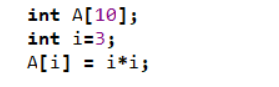 int A[10];
int i=3;
A[i] = i*i;